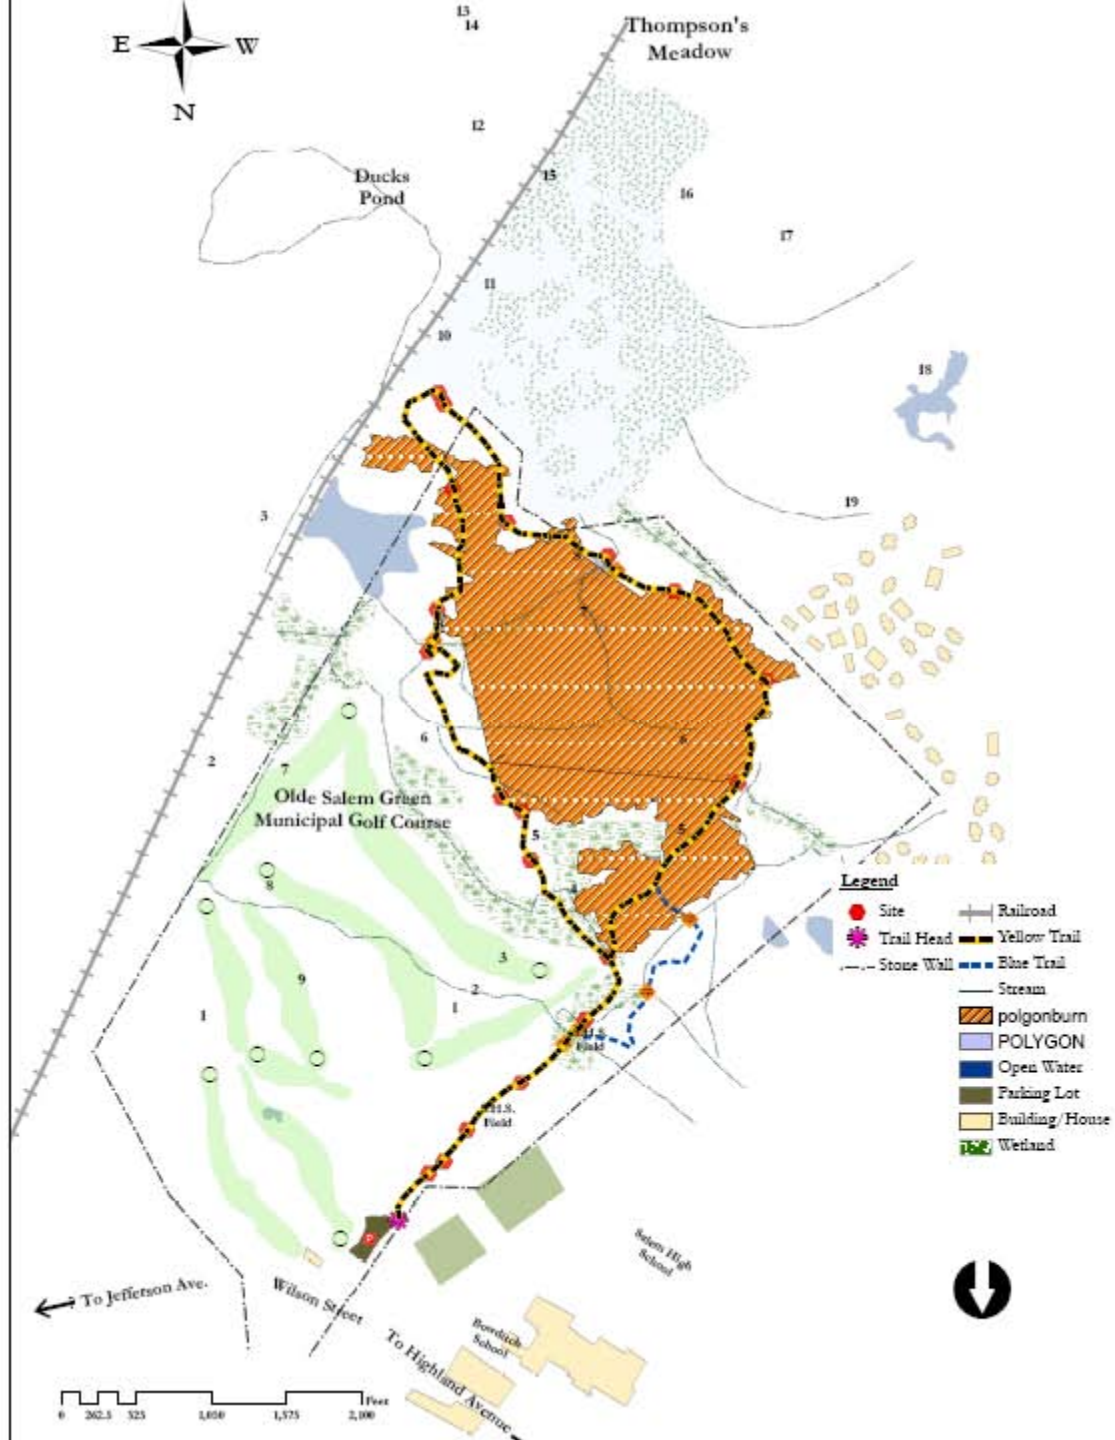 13
14
Thompson's
Meadow
E
W
N
12
Ducks
Pond
15
16
17
11
10
18
3
19
2
7
6
6
Olde Salem Green
Municipal Golf Course
5
5
8
Legend
Site
Railroad
Trail Head
Yellow Trail
Stone Wall
Blue Trail
Stream
polgonburn
POLYGON
Open Water
Parking Lot
Building/House
Wetland
3
9
2
1
1
Field
H.S.
Field
P
Salem High
School
To Jefferson Ave.
Wilson Street
To Highland Avenue
Bowditch
School
Feet
0 262.5 525 1,050 1,575 2,100